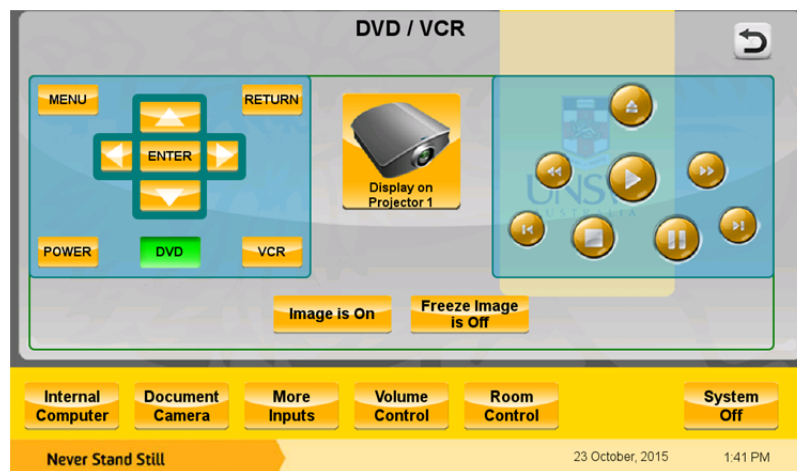 DVD / VCR
MENU
RETURN
ENTER
Display on
Projector 1
POWER
DVD
VCR
UNSW
AUSTRALIA
Image is On
Freeze Image
is Off
Internal
Computer
Document
Camera
More
Inputs
Volume
Control
Room
Control
System
Off
Never Stand Still
23 October, 2015
1:41 PM